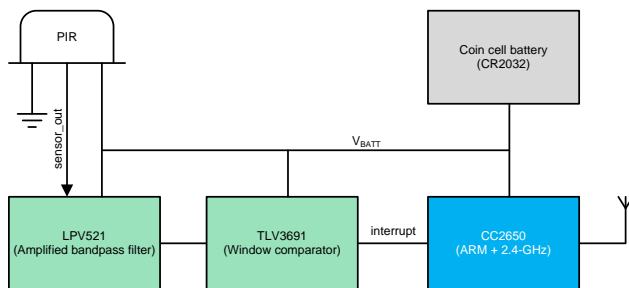 PIR
Coin cell battery
(CR2032)
sensor_out
VBATT
LPV521
(Amplified bandpass filter)
TLV3691
(Window comparator)
interrupt
CC2650
(ARM + 2.4-GHz)